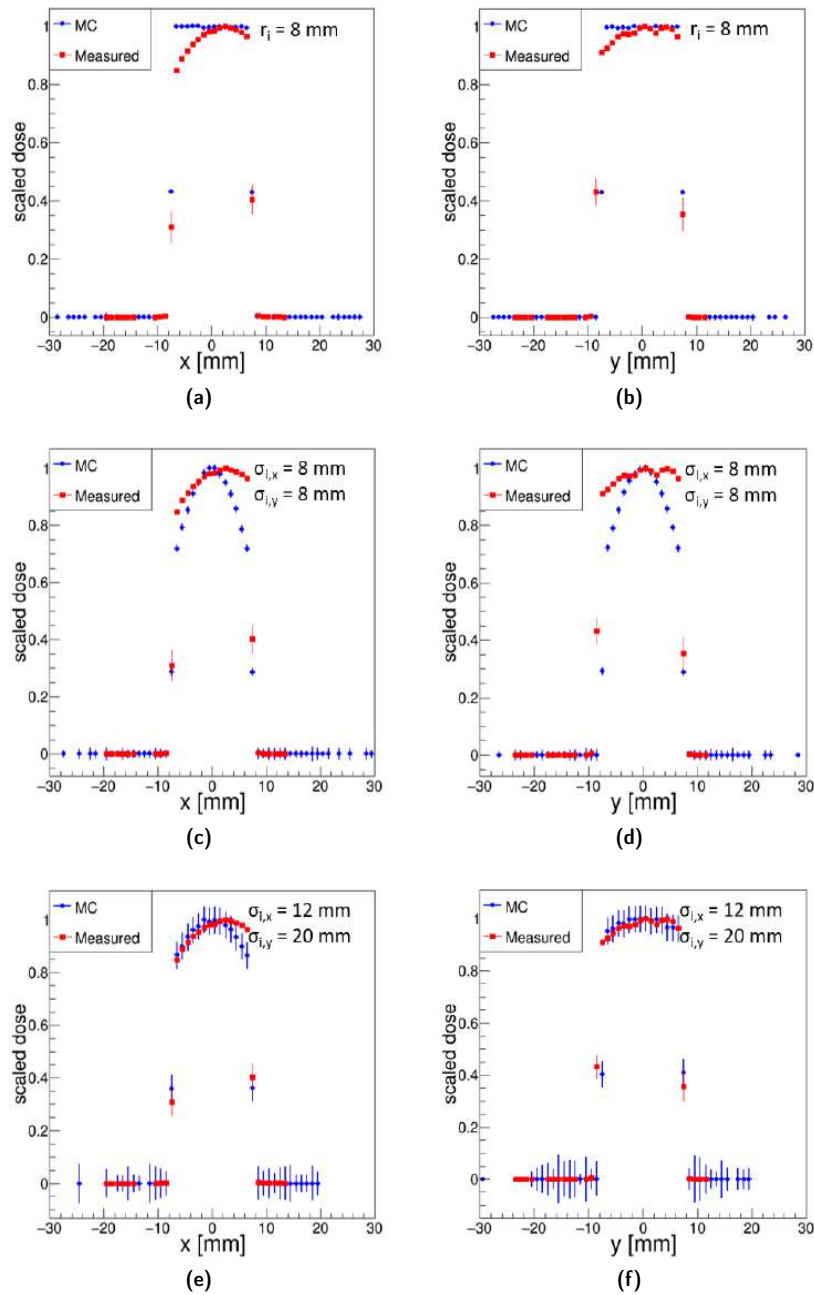 MC
Measured
rᵢ = 8 mm
scaled dose
1
0.8
0.6
0.4
0.2
0
−30 −20 −10 0 10 20 30
x [mm]
(a)
MC
Measured
rᵢ = 8 mm
scaled dose
1
0.8
0.6
0.4
0.2
0
−30 −20 −10 0 10 20 30
y [mm]
(b)
MC
Measured
σi,x = 8 mm
σi,y = 8 mm
scaled dose
1
0.8
0.6
0.4
0.2
0
−30 −20 −10 0 10 20 30
x [mm]
(c)
MC
Measured
σi,x = 8 mm
σi,y = 8 mm
scaled dose
1
0.8
0.6
0.4
0.2
0
−30 −20 −10 0 10 20 30
y [mm]
(d)
MC
Measured
σi,x = 12 mm
σi,y = 20 mm
scaled dose
1
0.8
0.6
0.4
0.2
0
−30 −20 −10 0 10 20 30
x [mm]
(e)
MC
Measured
σi,x = 12 mm
σi,y = 20 mm
scaled dose
1
0.8
0.6
0.4
0.2
0
−30 −20 −10 0 10 20 30
y [mm]
(f)